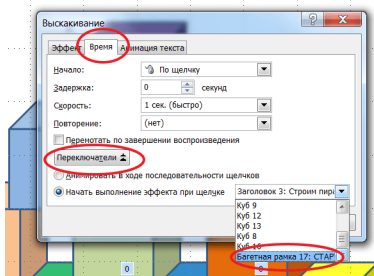 Выскакивание
Эффект Время Анимация текста
Начало: По щелчку
Задержка: 0 секунд
Скорость: 1 сек. (быстро)
Повторение: (нет)
Перемотать по завершении воспроизведения
Переключатели
Анимировать в ходе последовательности щелчков
Начать выполнение эффекта при щелчке Заголовок 3: Строим пира
Куб 9
Куб 12
Куб 13
Куб 8
Куб 16
Багетная рамка 17: СТАР
0 0